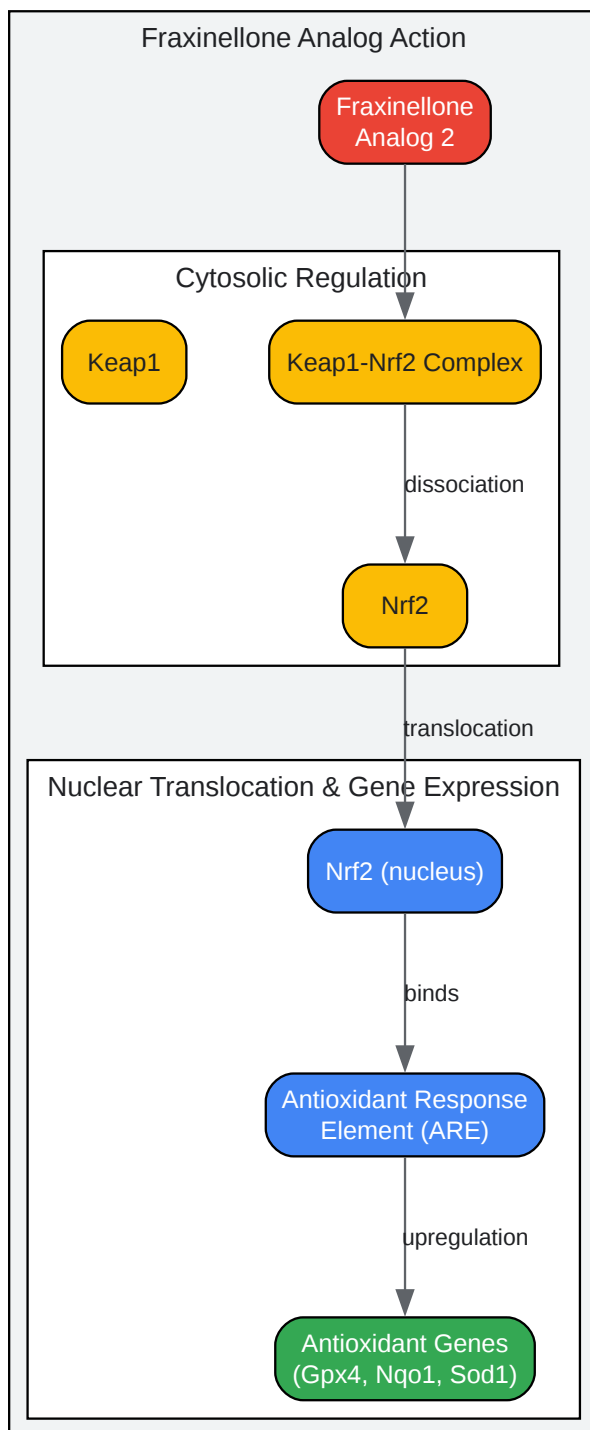 Fraxinellone Analog Action
Fraxinellone
Analog 2
Cytosolic Regulation
Keap1
Keap1-Nrf2 Complex
dissociation
Nrf2
translocation
Nuclear Translocation & Gene Expression
Nrf2 (nucleus)
binds
Antioxidant Response
Element (ARE)
upregulation
Antioxidant Genes
(Gpx4, Nqo1, Sod1)